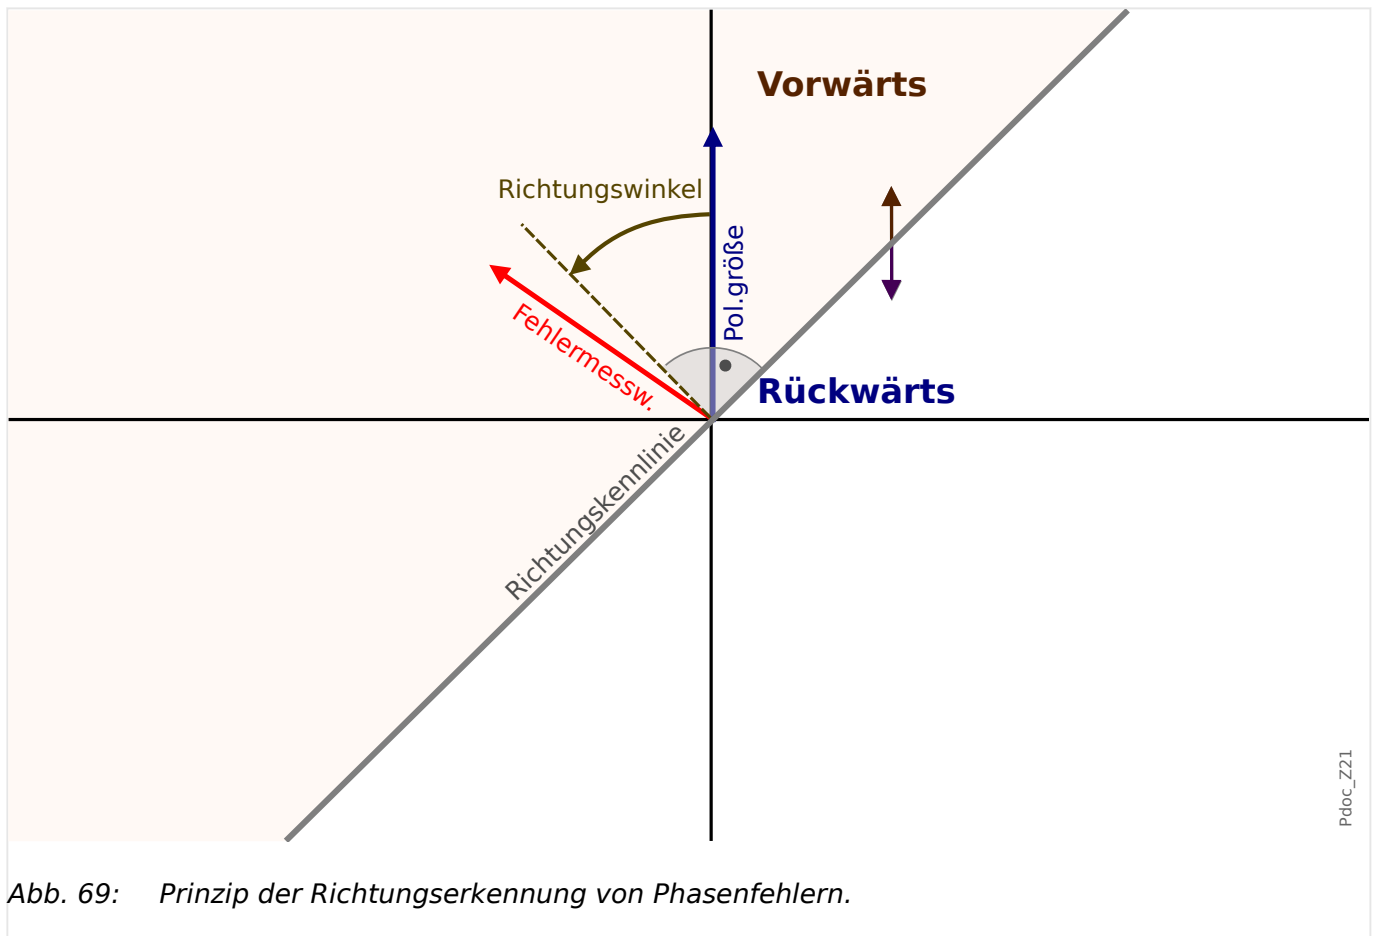 Vorwärts
Richtungswinkel
Pol.größe
Fehlermessw.
Rückwärts
Richtungskennlinie
Pdoc_Z21
Abb. 69: Prinzip der Richtungserkennung von Phasenfehlern.